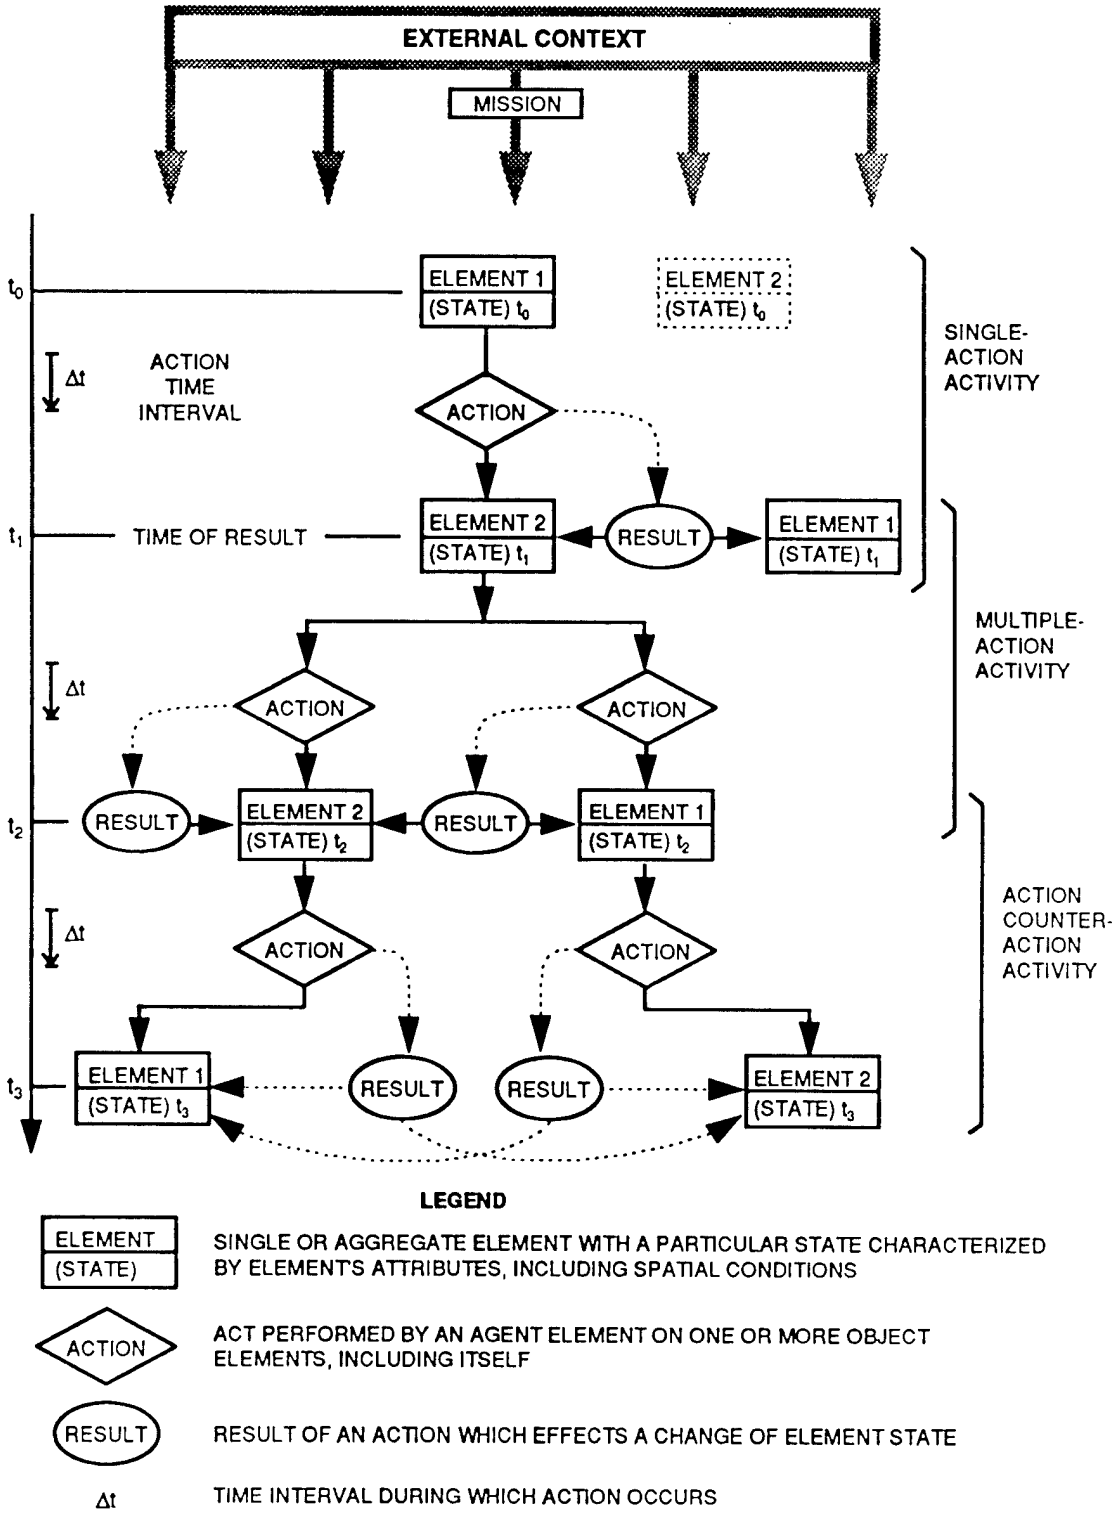 EXTERNAL CONTEXT
MISSION
t0
ELEMENT 1
(STATE) t0
ELEMENT 2
(STATE) t0
SINGLE-
ACTION
ACTIVITY
Δt
ACTION
TIME
INTERVAL
ACTION
t1
TIME OF RESULT
ELEMENT 2
(STATE) t1
RESULT
ELEMENT 1
(STATE) t1
MULTIPLE-
ACTION
ACTIVITY
Δt
ACTION
ACTION
t2
RESULT
ELEMENT 2
(STATE) t2
RESULT
ELEMENT 1
(STATE) t2
ACTION
COUNTER-
ACTION
ACTIVITY
Δt
ACTION
ACTION
t3
ELEMENT 1
(STATE) t3
RESULT
RESULT
ELEMENT 2
(STATE) t3
LEGEND
ELEMENT
(STATE)
SINGLE OR AGGREGATE ELEMENT WITH A PARTICULAR STATE CHARACTERIZED
BY ELEMENT'S ATTRIBUTES, INCLUDING SPATIAL CONDITIONS
ACTION
ACT PERFORMED BY AN AGENT ELEMENT ON ONE OR MORE OBJECT
ELEMENTS, INCLUDING ITSELF
RESULT
RESULT OF AN ACTION WHICH EFFECTS A CHANGE OF ELEMENT STATE
Δt
TIME INTERVAL DURING WHICH ACTION OCCURS